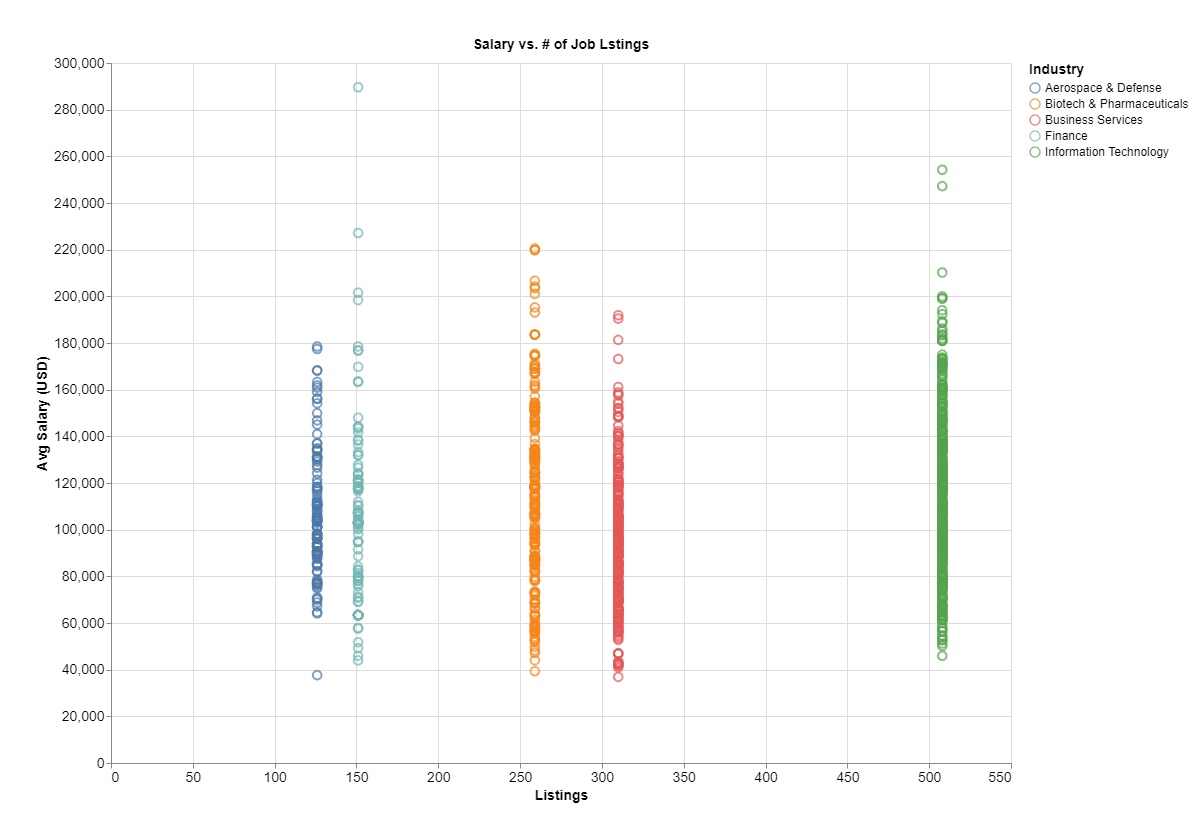 Salary vs. # of Job Lstings
Industry
Aerospace & Defense
Biotech & Pharmaceuticals
Business Services
Finance
Information Technology
Avg Salary (USD)
300,000
280,000
260,000
240,000
220,000
200,000
180,000
160,000
140,000
120,000
100,000
80,000
60,000
40,000
20,000
0
0 50 100 150 200 250 300 350 400 450 500 550
Listings